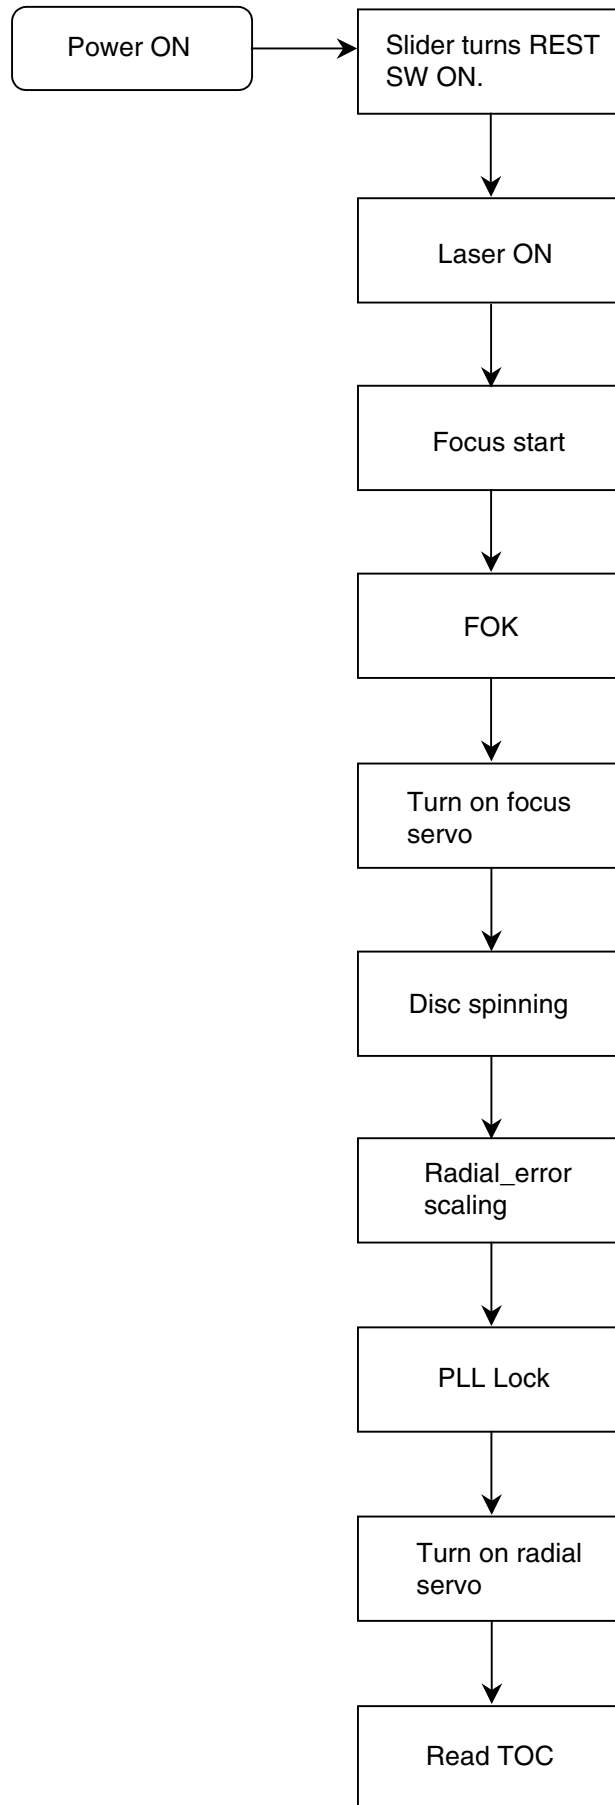 Power ON
Slider turns REST
SW ON.
Laser ON
Focus start
FOK
Turn on focus
servo
Disc spinning
Radial_error
scaling
PLL Lock
Turn on radial
servo
Read TOC